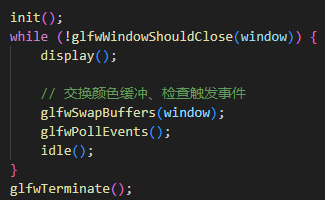 init();
while (!glfwWindowShouldClose(window)) {
    display();

    // 交换颜色缓冲、检查触发事件
    glfwSwapBuffers(window);
    glfwPollEvents();
    idle();
}
glfwTerminate();